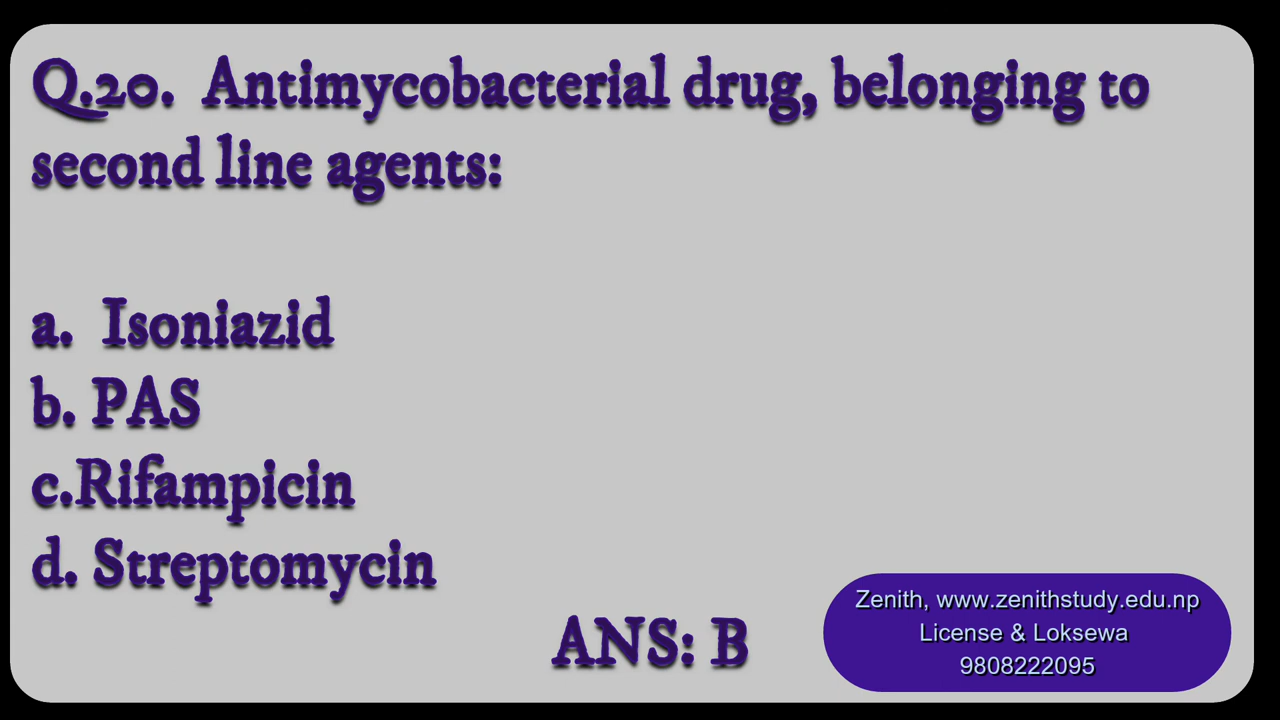 Q.20. Antimycobacterial drug, belonging to
second line agents:
a. Isoniazid
b. PAS
c.Rifampicin
d. Streptomycin
ANS: B
Zenith, www.zenithstudy.edu.np
License & Loksewa
9808222095